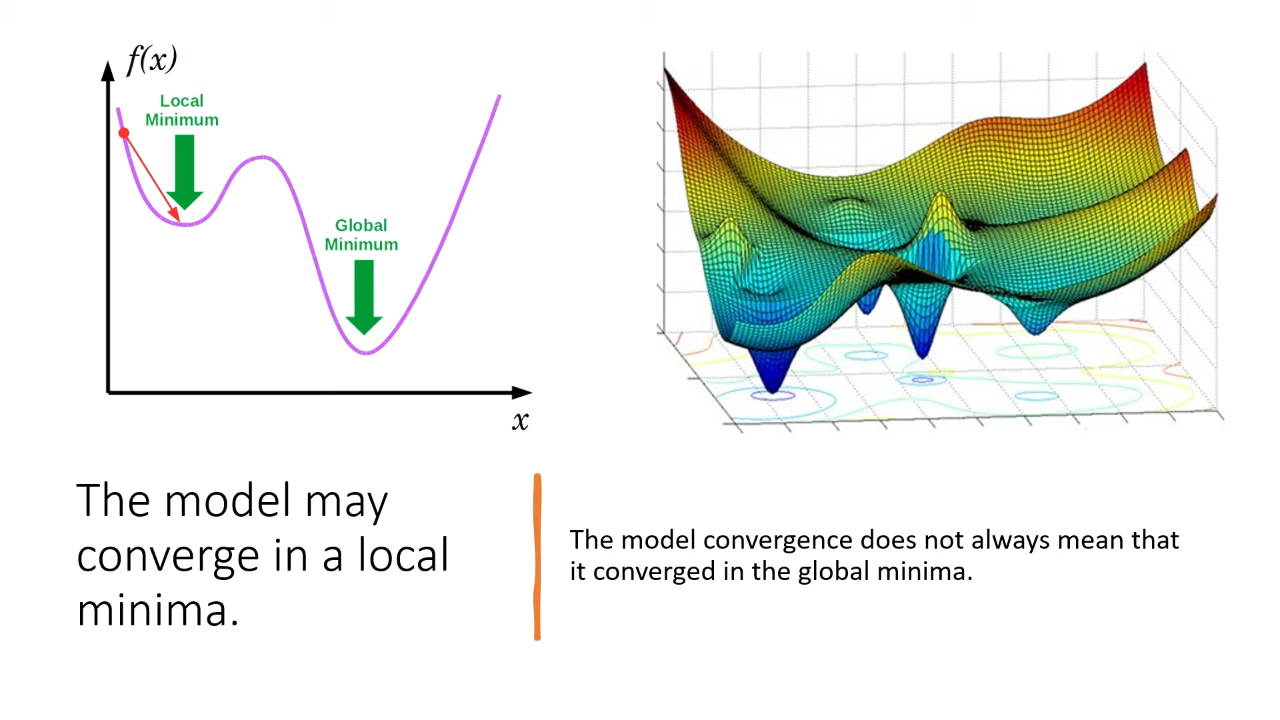 f(x)
Local
Minimum
Global
Minimum
x
The model may
converge in a local
minima.
The model convergence does not always mean that
it converged in the global minima.